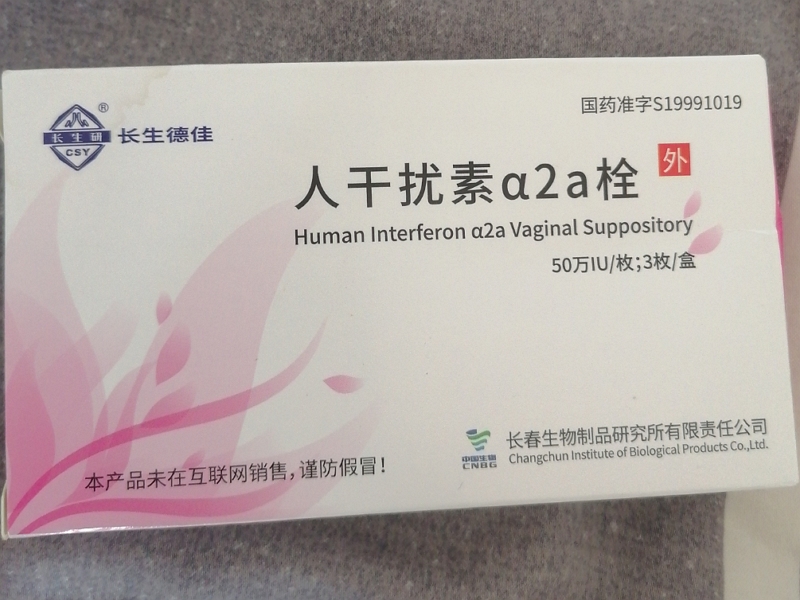 国药准字S19991019
®
长生研
CSY
长生德佳
人干扰素α2a栓
外
Human Interferon α2a Vaginal Suppository
50万IU/枚;3枚/盒
中国生物
CNBG
长春生物制品研究所有限责任公司
Changchun Institute of Biological Products Co.,Ltd.
本产品未在互联网销售,谨防假冒!